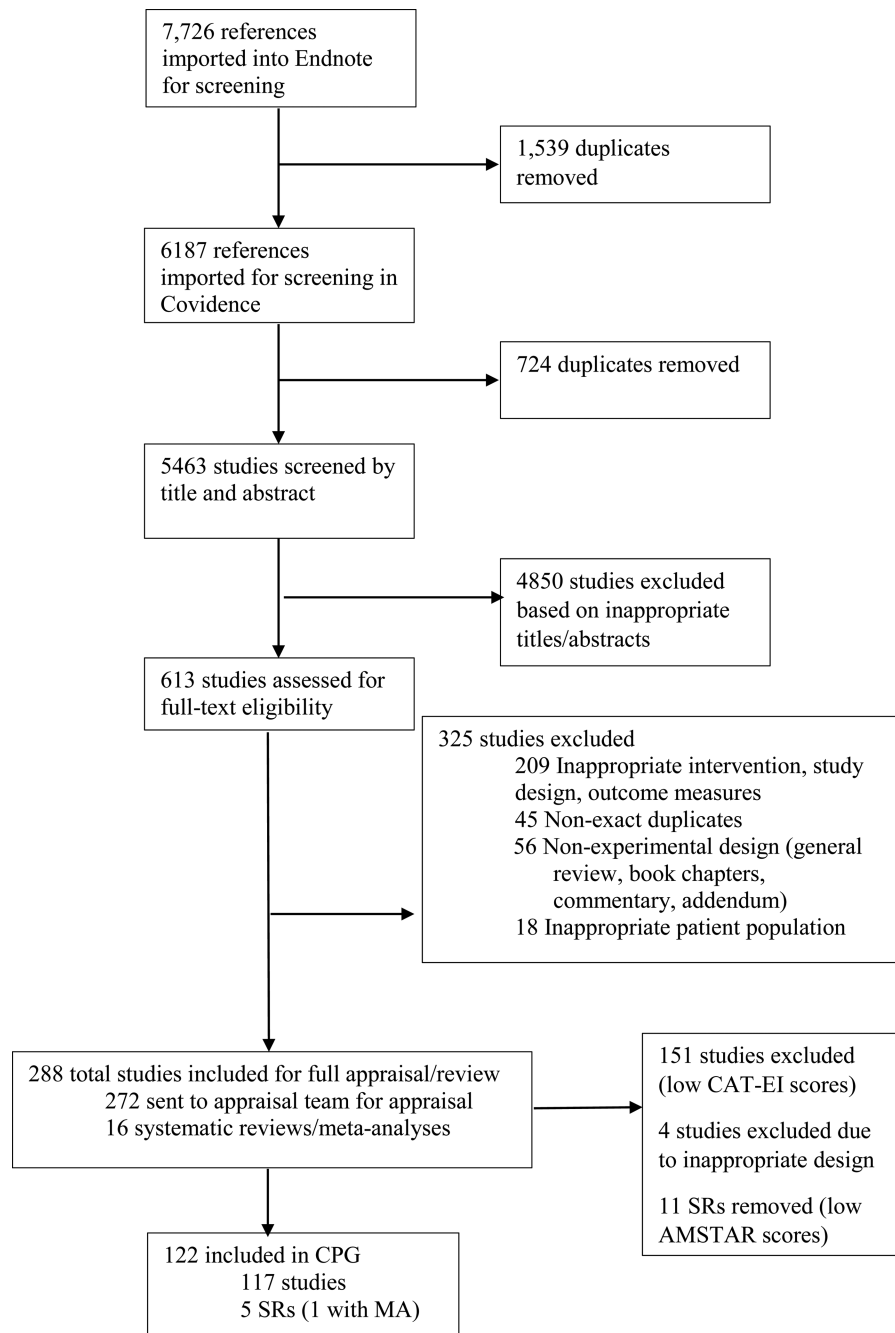 7,726 references
imported into Endnote
for screening
1,539 duplicates
removed
6187 references
imported for screening in
Covidence
724 duplicates removed
5463 studies screened by
title and abstract
4850 studies excluded
based on inappropriate
titles/abstracts
613 studies assessed for
full-text eligibility
325 studies excluded
209 Inappropriate intervention, study
design, outcome measures
45 Non-exact duplicates
56 Non-experimental design (general
review, book chapters,
commentary, addendum)
18 Inappropriate patient population
288 total studies included for full appraisal/review
272 sent to appraisal team for appraisal
16 systematic reviews/meta-analyses
151 studies excluded
(low CAT-EI scores)
4 studies excluded due
to inappropriate design
11 SRs removed (low
AMSTAR scores)
122 included in CPG
117 studies
5 SRs (1 with MA)